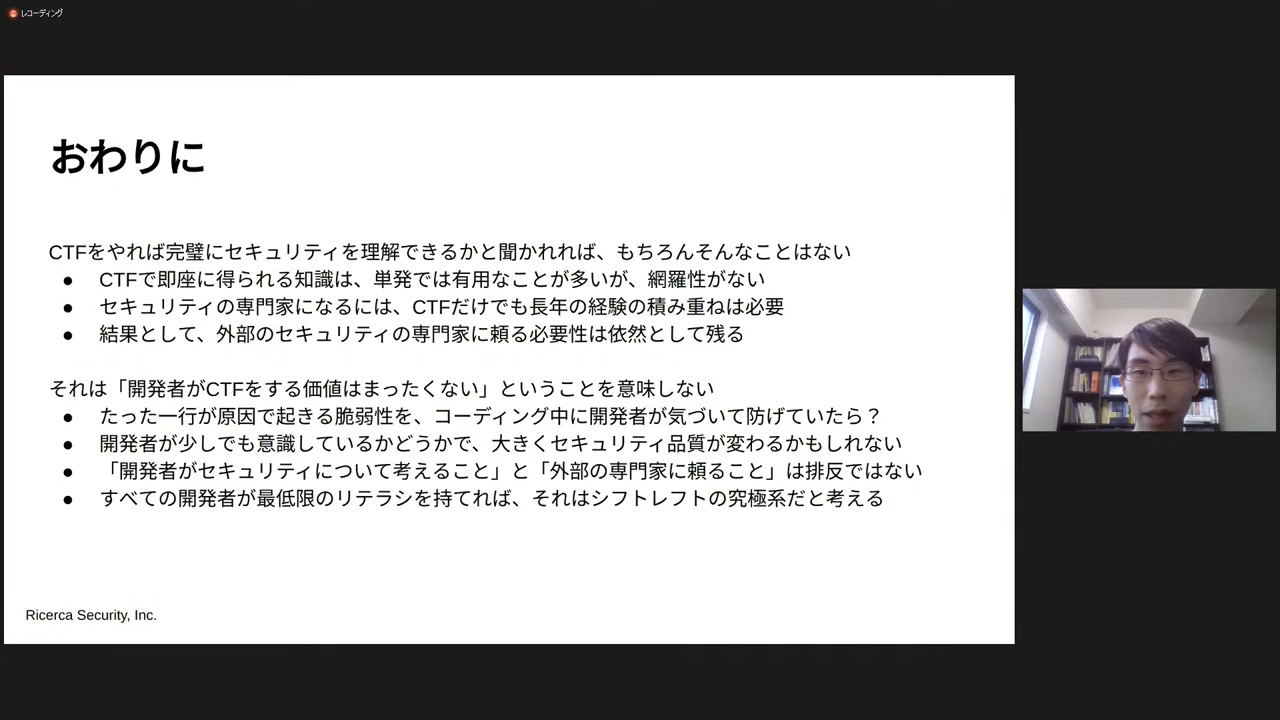 レコーディング
おわりに
CTFをやれば完璧にセキュリティを理解できるかと聞かれれば、もちろんそんなことはない
● CTFで即座に得られる知識は、単発では有用なことが多いが、網羅性がない
● セキュリティの専門家になるには、CTFだけでも長年の経験の積み重ねは必要
● 結果として、外部のセキュリティの専門家に頼る必要性は依然として残る
それは「開発者がCTFをする価値はまったくない」ということを意味しない
● たった一行が原因で起きる脆弱性を、コーディング中に開発者が気づいて防げていたら？
● 開発者が少しでも意識しているかどうかで、大きくセキュリティ品質が変わるかもしれない
● 「開発者がセキュリティについて考えること」と「外部の専門家に頼ること」は排反ではない
● すべての開発者が最低限のリテラシを持てれば、それはシフトレフトの究極系だと考える
Ricerca Security, Inc.